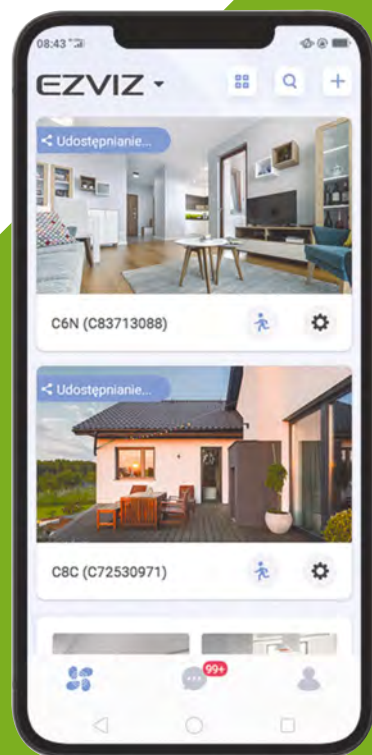 08:43
EZVIZ
Udostępnianie...
C6N (C83713088)
Udostępnianie...
C8C (C72530971)
99+